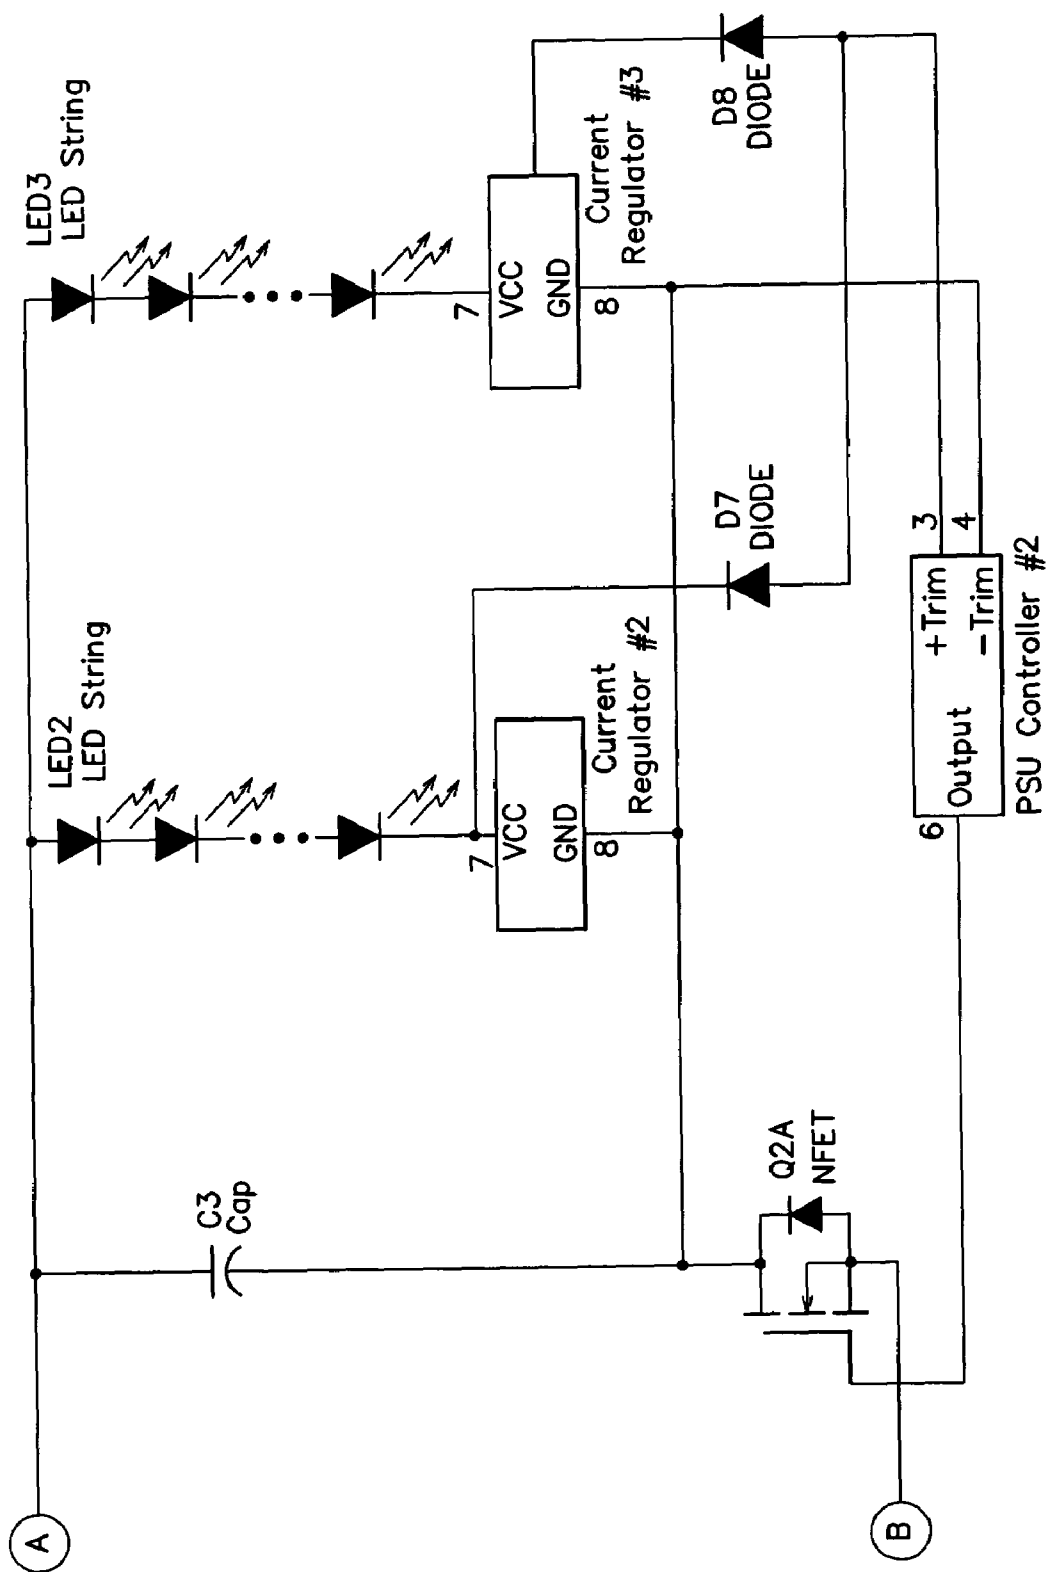 LED3
LED String
LED2
LED String
C3
Cap
A
7
VCC
GND
8
Current
Regulator #3
7
VCC
GND
8
Current
Regulator #2
D8
DIODE
D7
DIODE
Q2A
NFET
B
6
Output
+Trim
-Trim
3
4
PSU Controller #2